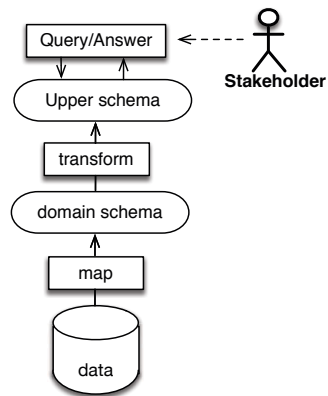 Query/Answer
Stakeholder
Upper schema
transform
domain schema
map
data